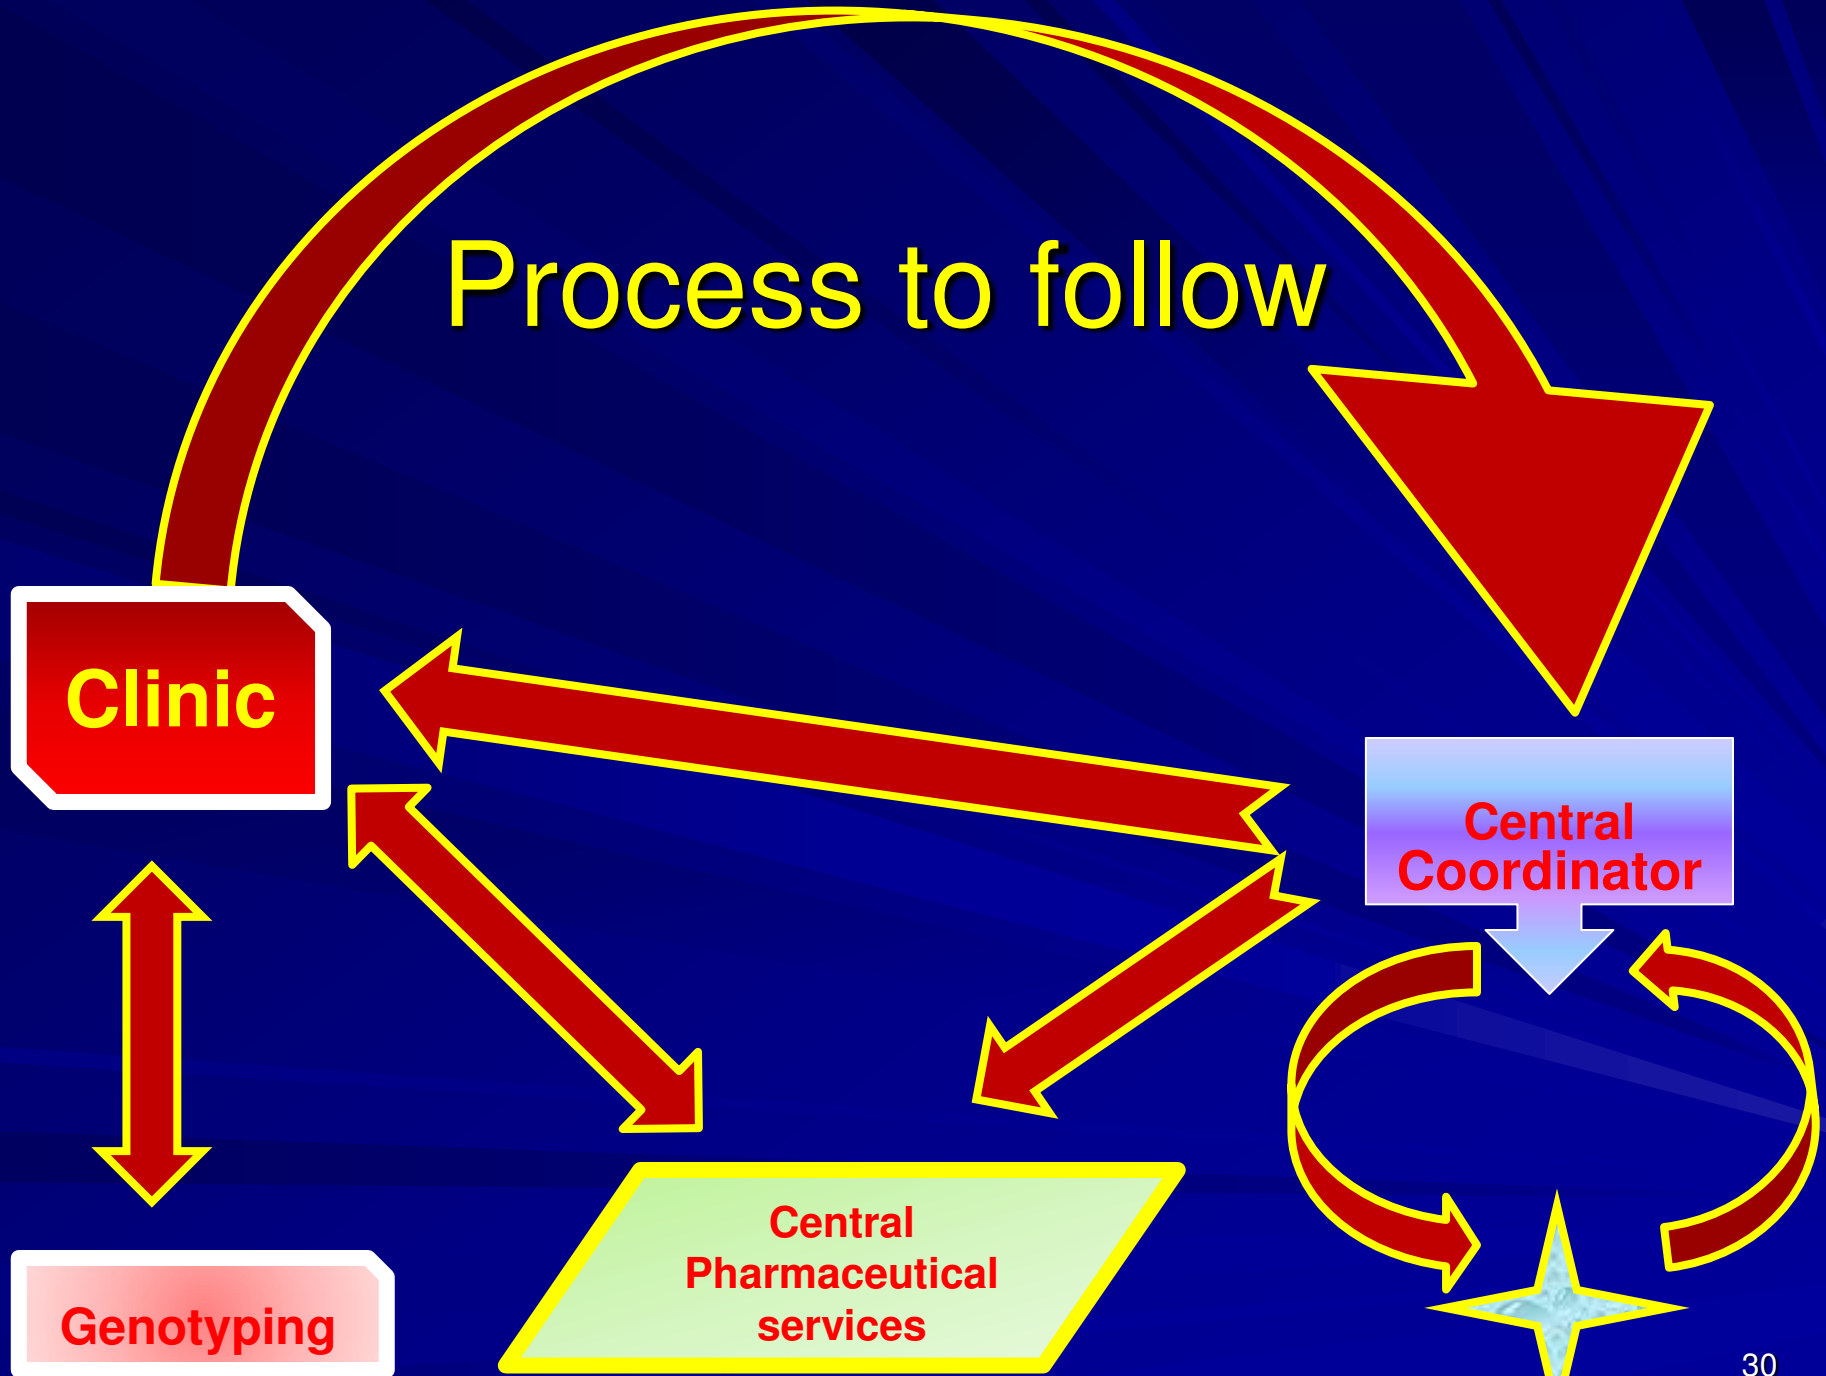 Process to follow
Clinic
Central
Coordinator
Central
Pharmaceutical
services
Genotyping
30